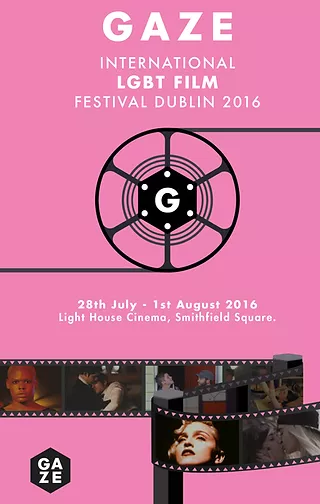 GAZE
INTERNATIONAL
LGBT FILM
FESTIVAL DUBLIN 2016
G
28th July - 1st August 2016
Light House Cinema, Smithfield Square.
GA
ZE